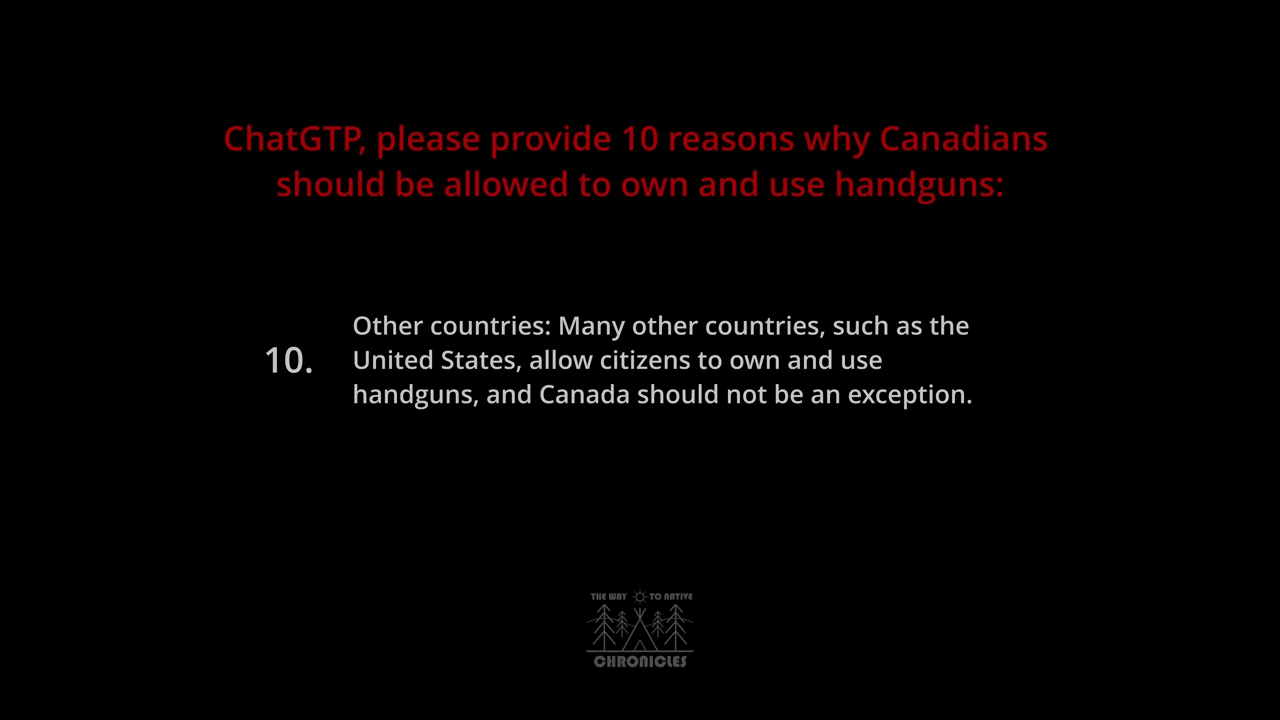 ChatGTP, please provide 10 reasons why Canadians
should be allowed to own and use handguns:
Other countries: Many other countries, such as the
10. United States, allow citizens to own and use
handguns, and Canada should not be an exception.
THE WAY TO NATIVE
CHRONICLES